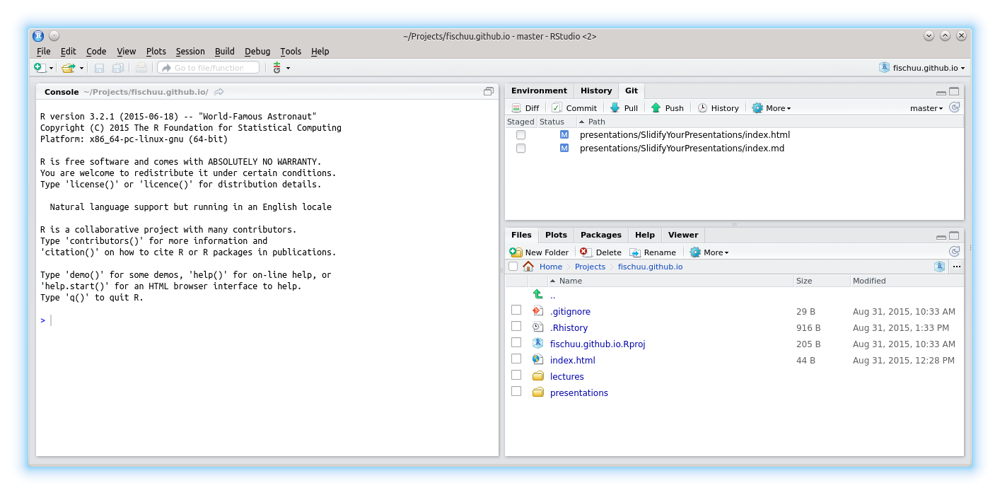 ~/Projects/fischuu.github.io - master - RStudio <2>
File Edit Code View Plots Session Build Debug Tools Help
Go to file/function
fischuu.github.io
Console ~/Projects/fischuu.github.io/
R version 3.2.1 (2015-06-18) -- "World-Famous Astronaut"
Copyright (C) 2015 The R Foundation for Statistical Computing
Platform: x86_64-pc-linux-gnu (64-bit)
R is free software and comes with ABSOLUTELY NO WARRANTY.
You are welcome to redistribute it under certain conditions.
Type 'license()' or 'licence()' for distribution details.
Natural language support but running in an English locale
R is a collaborative project with many contributors.
Type 'contributors()' for more information and
'citation()' on how to cite R or R packages in publications.
Type 'demo()' for some demos, 'help()' for on-line help, or
'help.start()' for an HTML browser interface to help.
Type 'q()' to quit R.
>
Environment History Git
Diff Commit Pull Push History More master
Staged Status Path
M presentations/SlidifyYourPresentations/index.html
M presentations/SlidifyYourPresentations/index.md
Files Plots Packages Help Viewer
New Folder Delete Rename More
Home Projects fischuu.github.io ...
Name Size Modified
..
.gitignore 29 B Aug 31, 2015, 10:33 AM
.Rhistory 916 B Aug 31, 2015, 1:33 PM
fischuu.github.io.Rproj 205 B Aug 31, 2015, 10:33 AM
index.html 44 B Aug 31, 2015, 12:28 PM
lectures
presentations